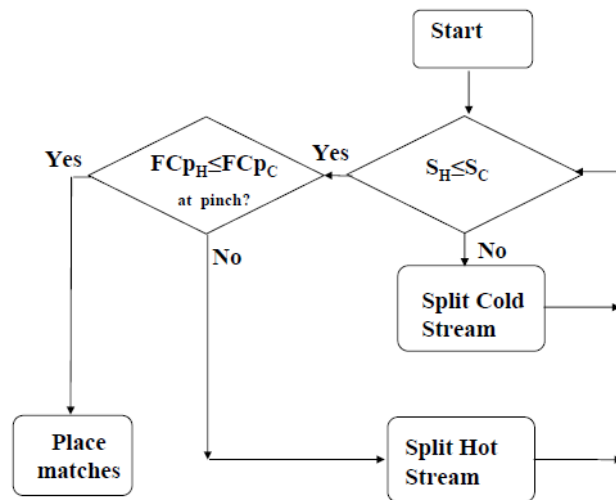 Start
S_H≤S_C
Yes
No
FCp_H≤FCp_C
at pinch?
Yes
No
Split Cold
Stream
Split Hot
Stream
Place
matches